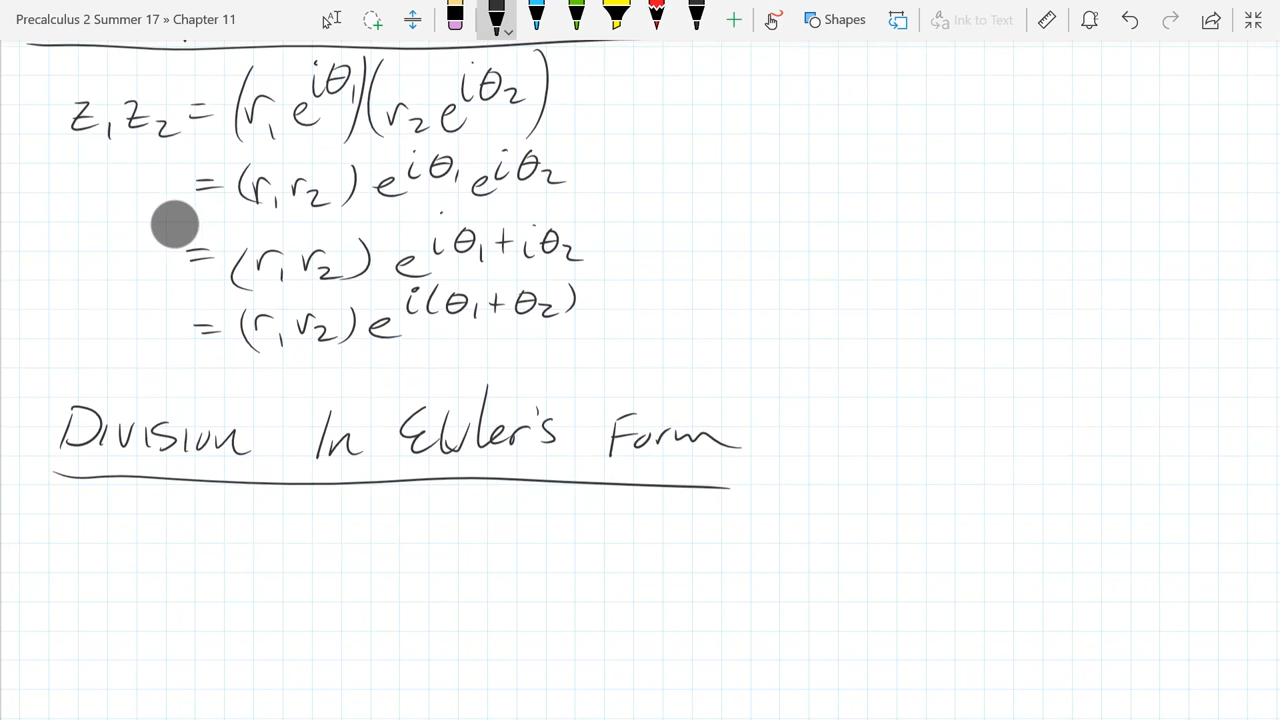 Precalculus 2 Summer 17 » Chapter 11
Shapes
Ink to Text
z₁z₂ = (r₁e^{iθ₁})(r₂e^{iθ₂})
= (r₁r₂)e^{iθ₁}e^{iθ₂}
= (r₁r₂)e^{iθ₁+iθ₂}
= (r₁r₂)e^{i(θ₁+θ₂)}
Division In Euler's Form